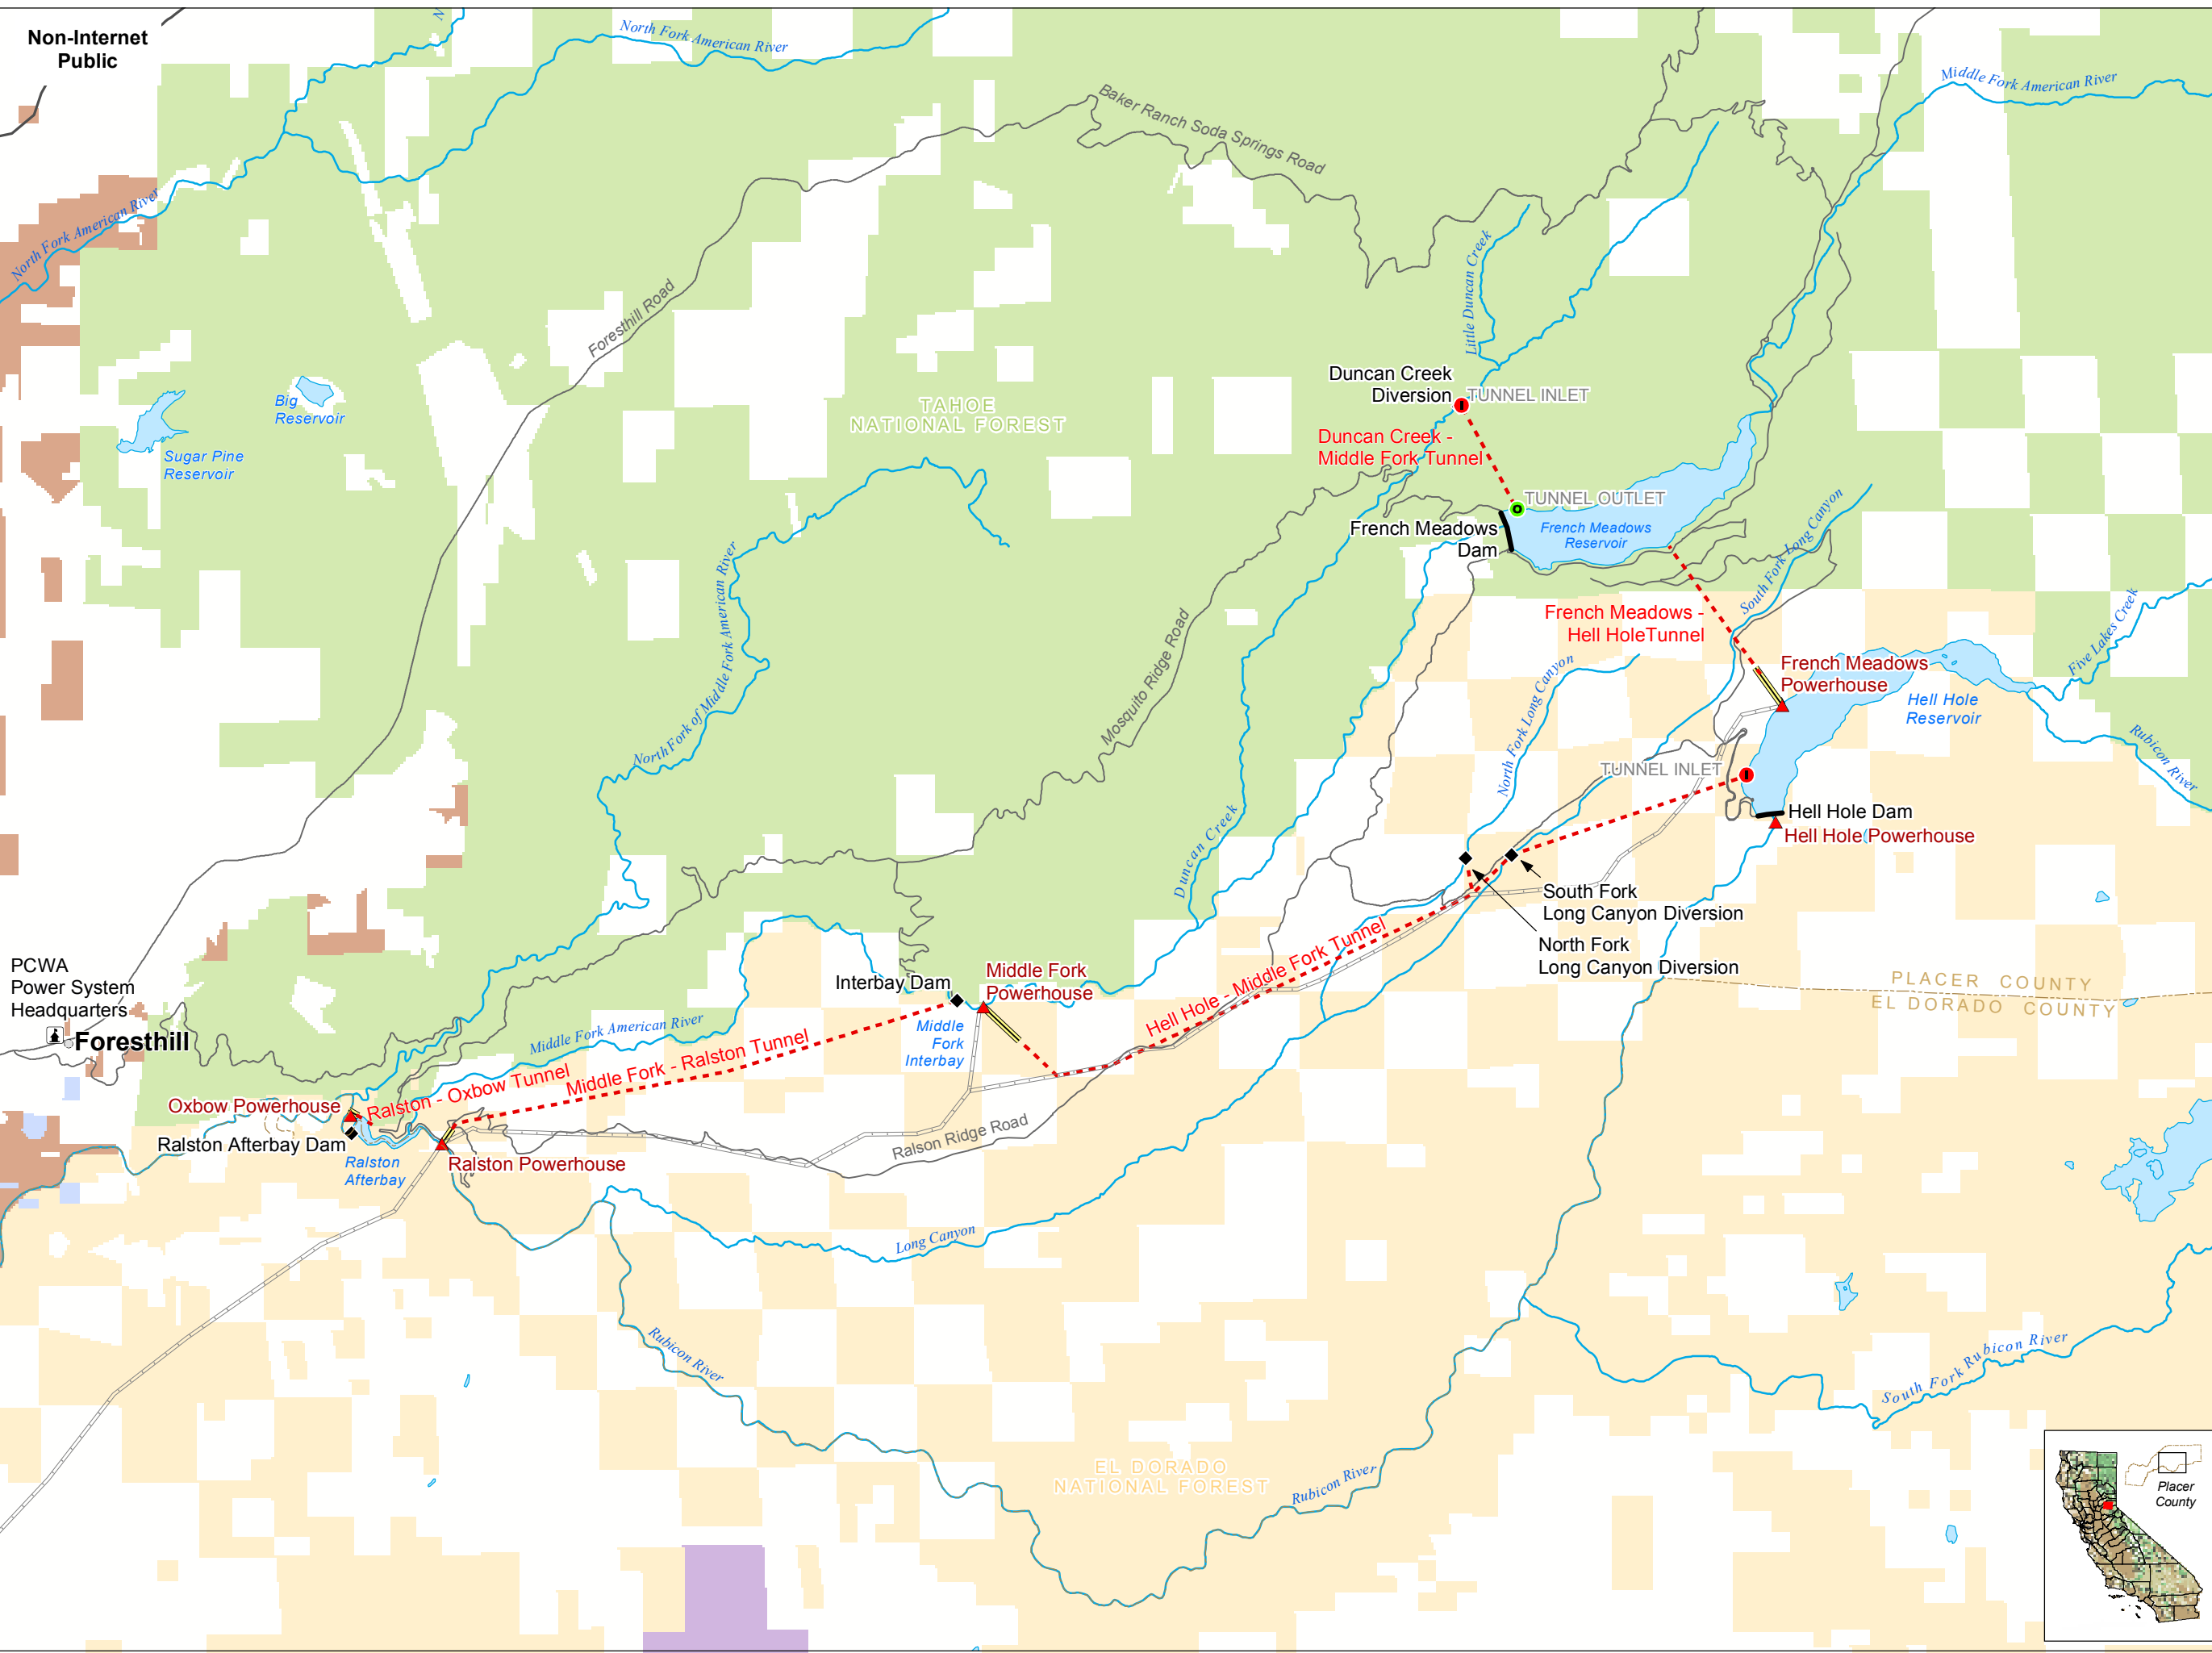 Non-Internet
Public
N
North Fork American River
Middle Fork American River
Baker Ranch Soda Springs Road
North Fork American River
Foresthill Road
Little Duncan Creek
Duncan Creek
Diversion
TUNNEL INLET
Big
Reservoir
TAHOE
NATIONAL FOREST
Duncan Creek -
Middle Fork Tunnel
Sugar Pine
Reservoir
TUNNEL OUTLET
French Meadows
Dam
French Meadows
Reservoir
South Fork Long Canyon
North Fork of Middle Fork American River
French Meadows -
Hell HoleTunnel
Five Lakes Creek
Mosquito Ridge Road
North Fork Long Canyon
French Meadows
Powerhouse
Hell Hole
Reservoir
Rubicon River
TUNNEL INLET
Hell Hole Dam
Hell Hole Powerhouse
Duncan Creek
South Fork
Long Canyon Diversion
North Fork
Long Canyon Diversion
Hell Hole - Middle Fork Tunnel
PCWA
Power System
Headquarters
Foresthill
Interbay Dam
Middle Fork
Powerhouse
Middle
Fork
Interbay
PLACER COUNTY
EL DORADO COUNTY
Middle Fork American River
Middle Fork - Ralston Tunnel
Ralston - Oxbow Tunnel
Oxbow Powerhouse
Ralston Afterbay Dam
Ralston
Afterbay
Ralston Powerhouse
Ralson Ridge Road
Long Canyon
Rubicon River
South Fork Rubicon River
EL DORADO
NATIONAL FOREST
Rubicon River
Placer
County